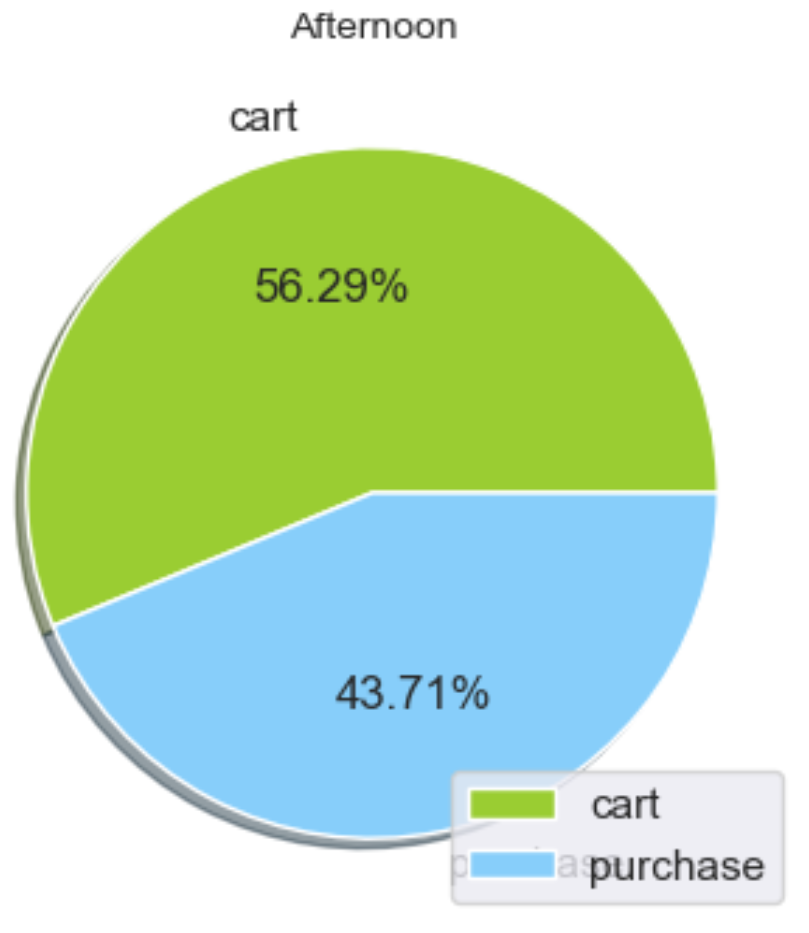 Afternoon
cart
56.29%
43.71%
cart
purchase